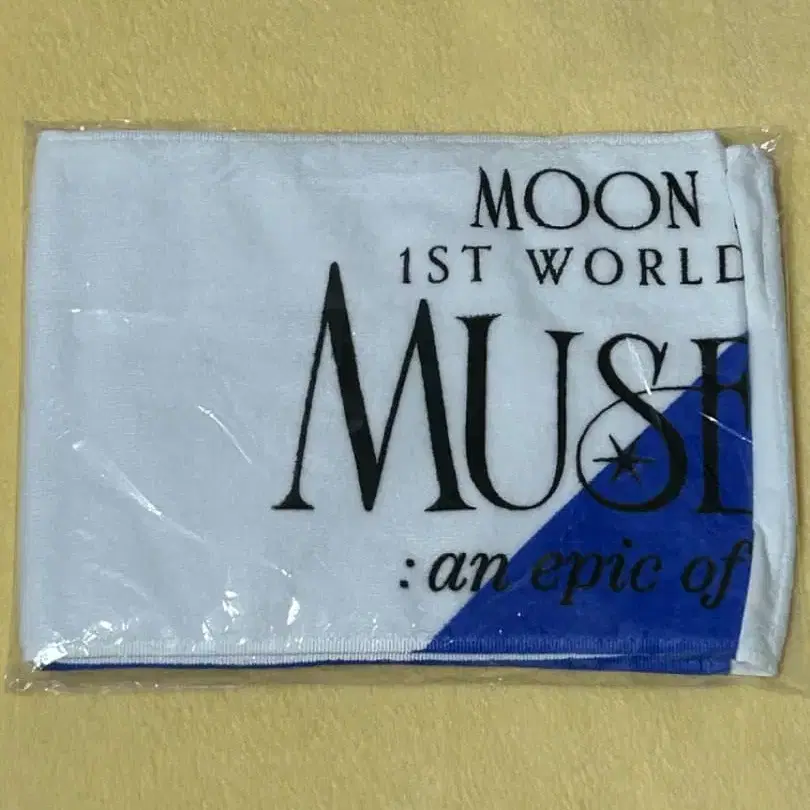 MOON
1ST WORLD
MUSE
: an epic of